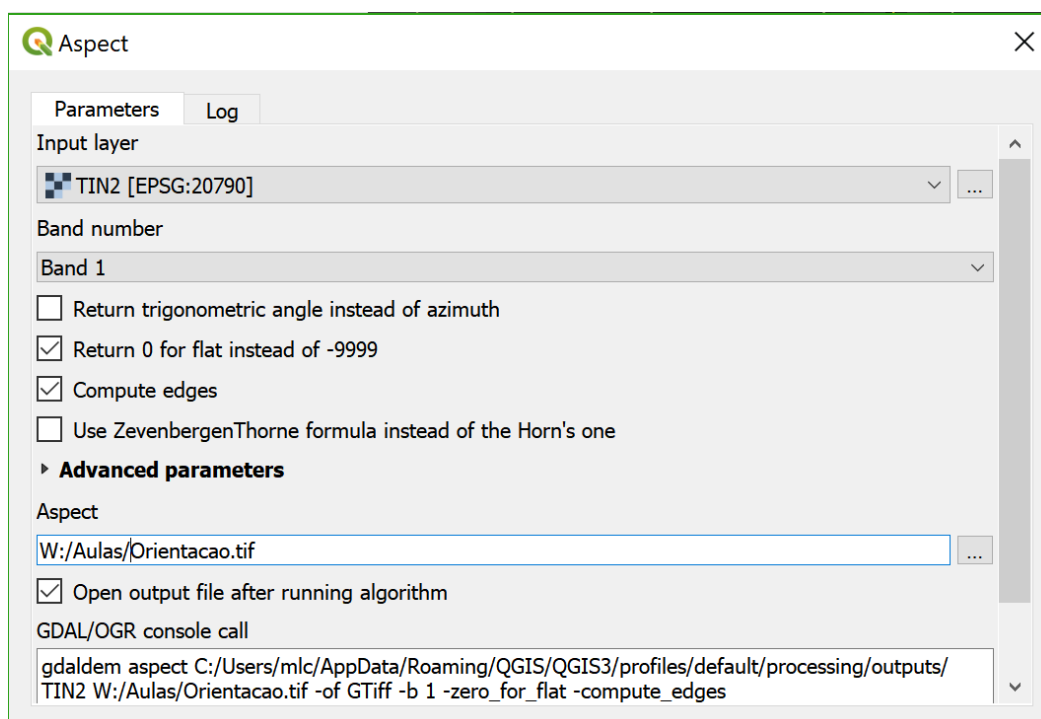 Aspect
Parameters Log
Input layer
TIN2 [EPSG:20790]
...
Band number
Band 1
Return trigonometric angle instead of azimuth
Return 0 for flat instead of -9999
Compute edges
Use ZevenbergenThorne formula instead of the Horn's one
Advanced parameters
Aspect
W:/Aulas/Orientacao.tif
...
Open output file after running algorithm
GDAL/OGR console call
gdaldem aspect C:/Users/mlc/AppData/Roaming/QGIS/QGIS3/profiles/default/processing/outputs/
TIN2 W:/Aulas/Orientacao.tif -of GTiff -b 1 -zero_for_flat -compute_edges